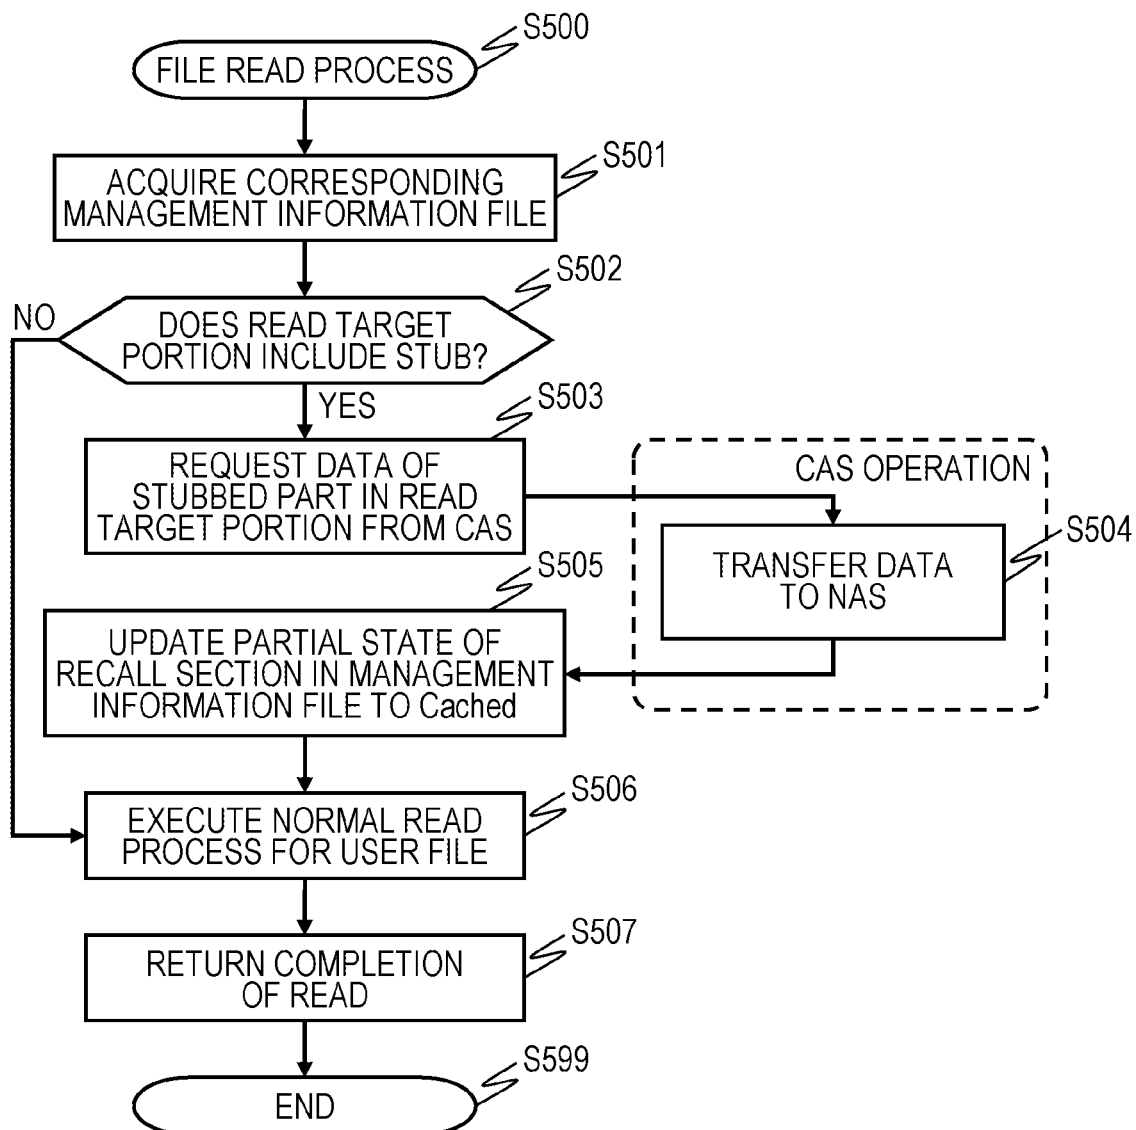 S500
FILE READ PROCESS
S501
ACQUIRE CORRESPONDING
MANAGEMENT INFORMATION FILE
S502
NO
DOES READ TARGET
PORTION INCLUDE STUB?
YES
S503
REQUEST DATA OF
STUBBED PART IN READ
TARGET PORTION FROM CAS
CAS OPERATION
S504
TRANSFER DATA
TO NAS
S505
UPDATE PARTIAL STATE OF
RECALL SECTION IN MANAGEMENT
INFORMATION FILE TO Cached
S506
EXECUTE NORMAL READ
PROCESS FOR USER FILE
S507
RETURN COMPLETION
OF READ
S599
END